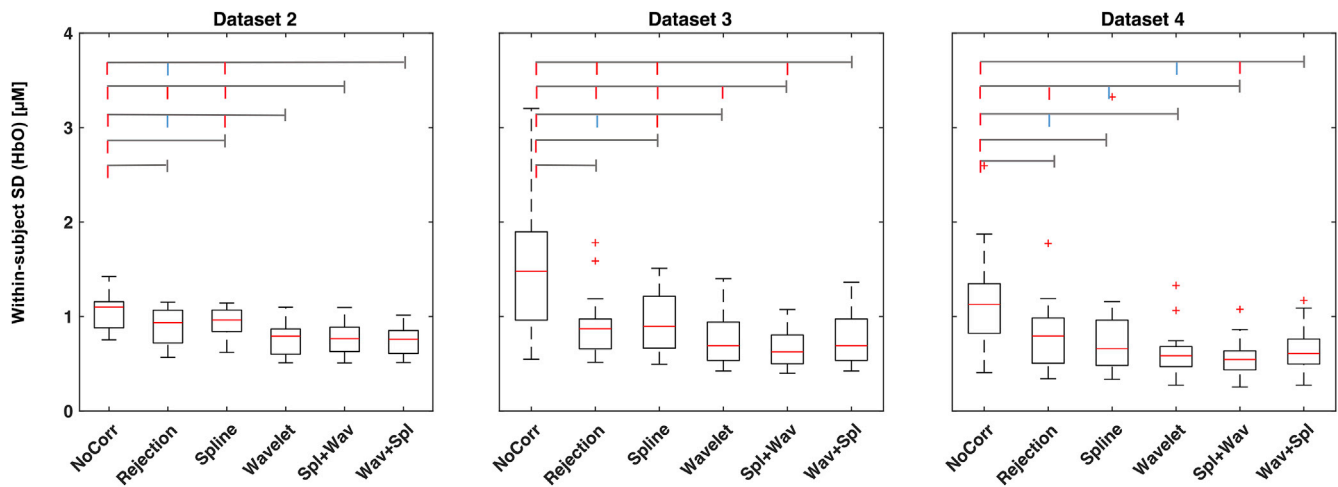 Dataset 2
Dataset 3
Dataset 4
Within-subject SD (HbO) [µM]
4
3
2
1
0
NoCorr
Rejection
Spline
Wavelet
Spl+Wav
Wav+Spl
NoCorr
Rejection
Spline
Wavelet
Spl+Wav
Wav+Spl
NoCorr
Rejection
Spline
Wavelet
Spl+Wav
Wav+Spl